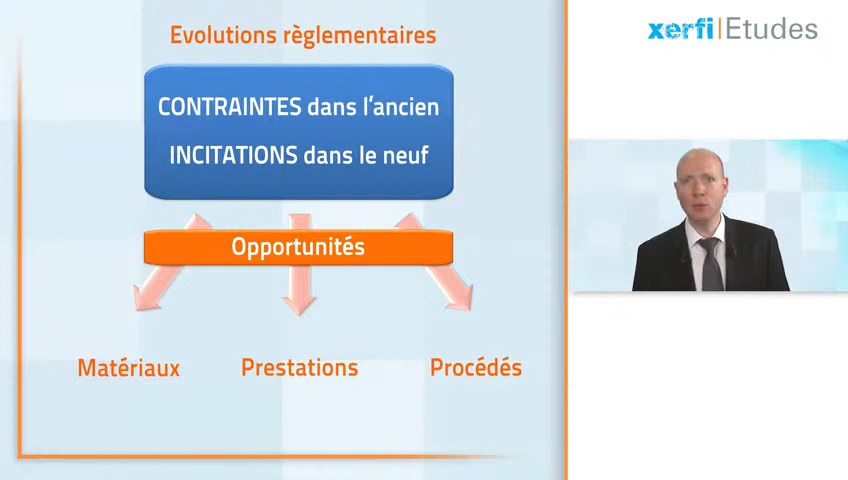 Evolutions règlementaires
xerfi|Etudes
CONTRAINTES dans l'ancien
INCITATIONS dans le neuf
Opportunités
Matériaux
Prestations
Procédés